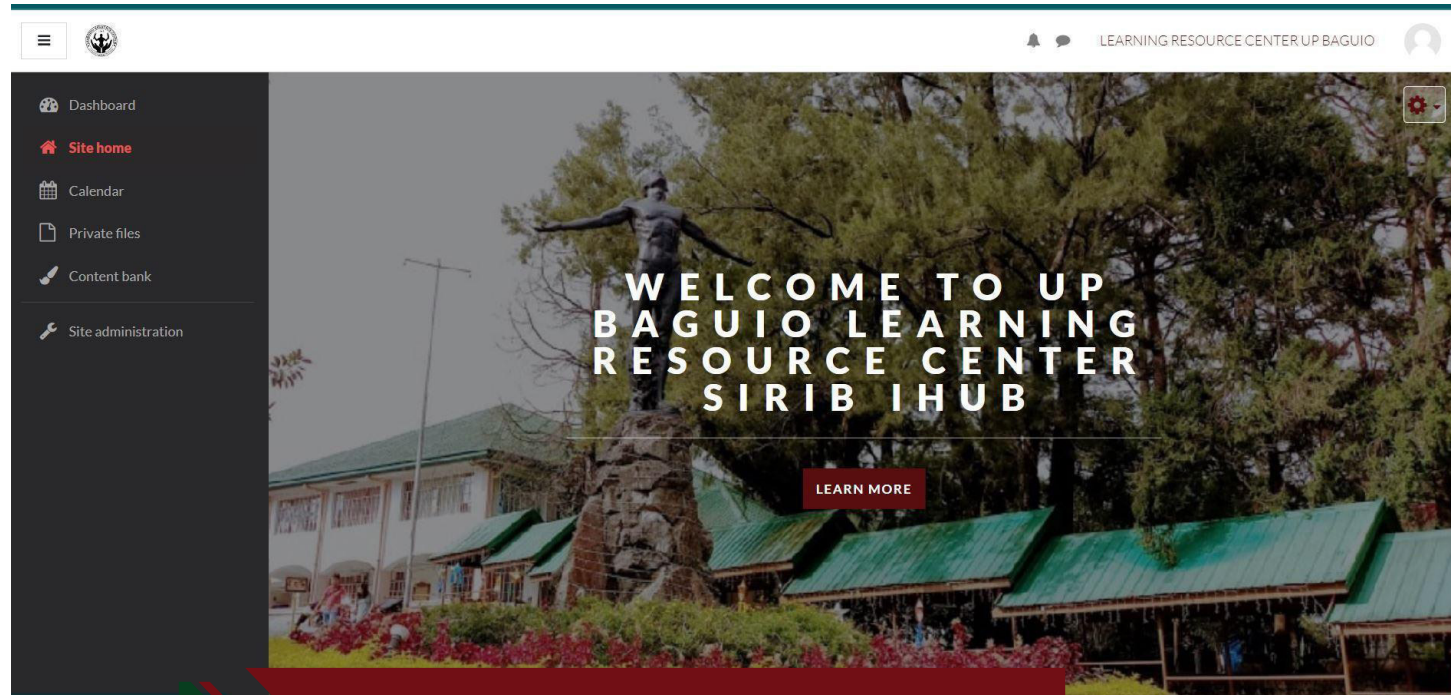 LEARNING RESOURCE CENTER UP BAGUIO
Dashboard
Site home
Calendar
Private files
Content bank
Site administration
WELCOME TO UP
BAGUIO LEARNING
RESOURCE CENTER
SIRIB IHUB
LEARN MORE